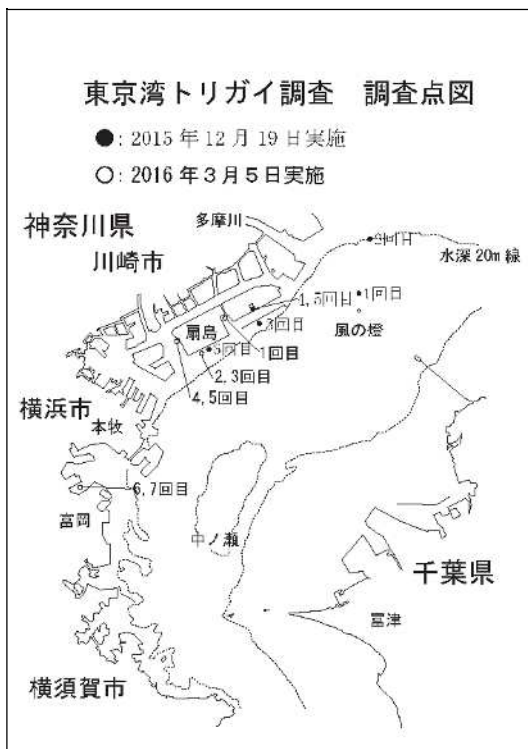 東京湾トリガイ調査 調査点図
●: 2015年12月19日実施
○: 2016年3月5日実施
神奈川県
多摩川
川崎市
水深20m線
1回目
1,5回目
風の燈
3回目
扇島
5回目
1回目
2,3回目
4,5回目
横浜市
本牧
6,7回目
富岡
中ノ瀬
千葉県
富津
横須賀市